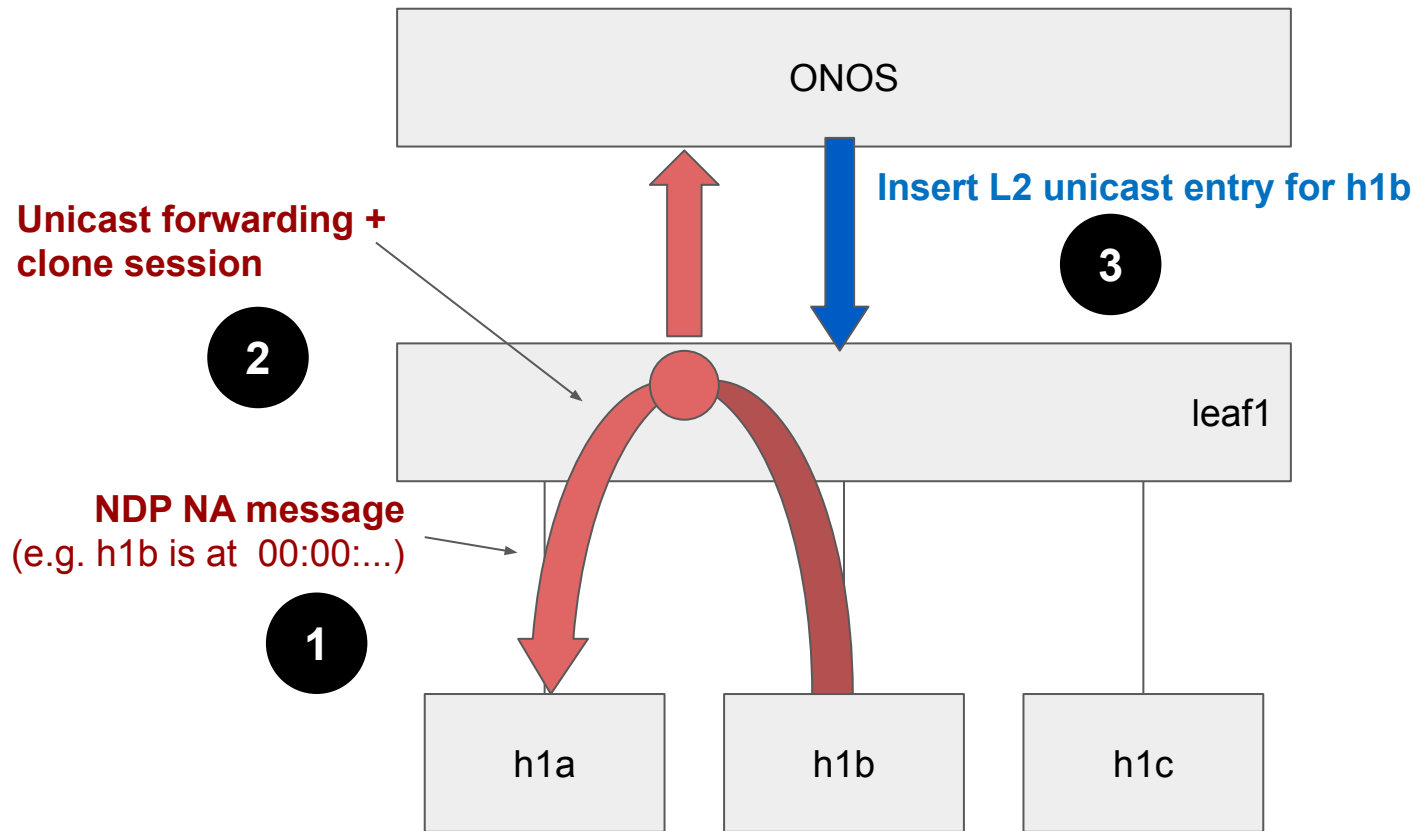 ONOS
Insert L2 unicast entry for h1b
3
Unicast forwarding +
clone session
2
leaf1
NDP NA message
(e.g. h1b is at  00:00:...)
1
h1a
h1b
h1c